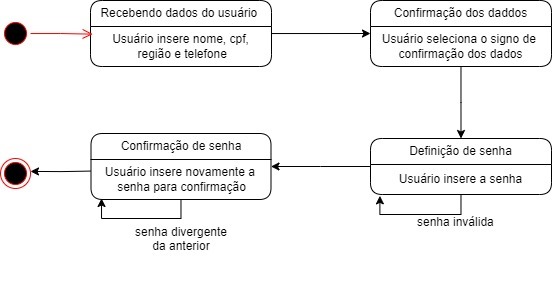 Recebendo dados do usuário
Usuário insere nome, cpf,
região e telefone
Confirmação dos daddos
Usuário seleciona o signo de
confirmação dos dados
Confirmação de senha
Usuário insere novamente a
senha para confirmação
senha divergente
da anterior
Definição de senha
Usuário insere a senha
senha inválida